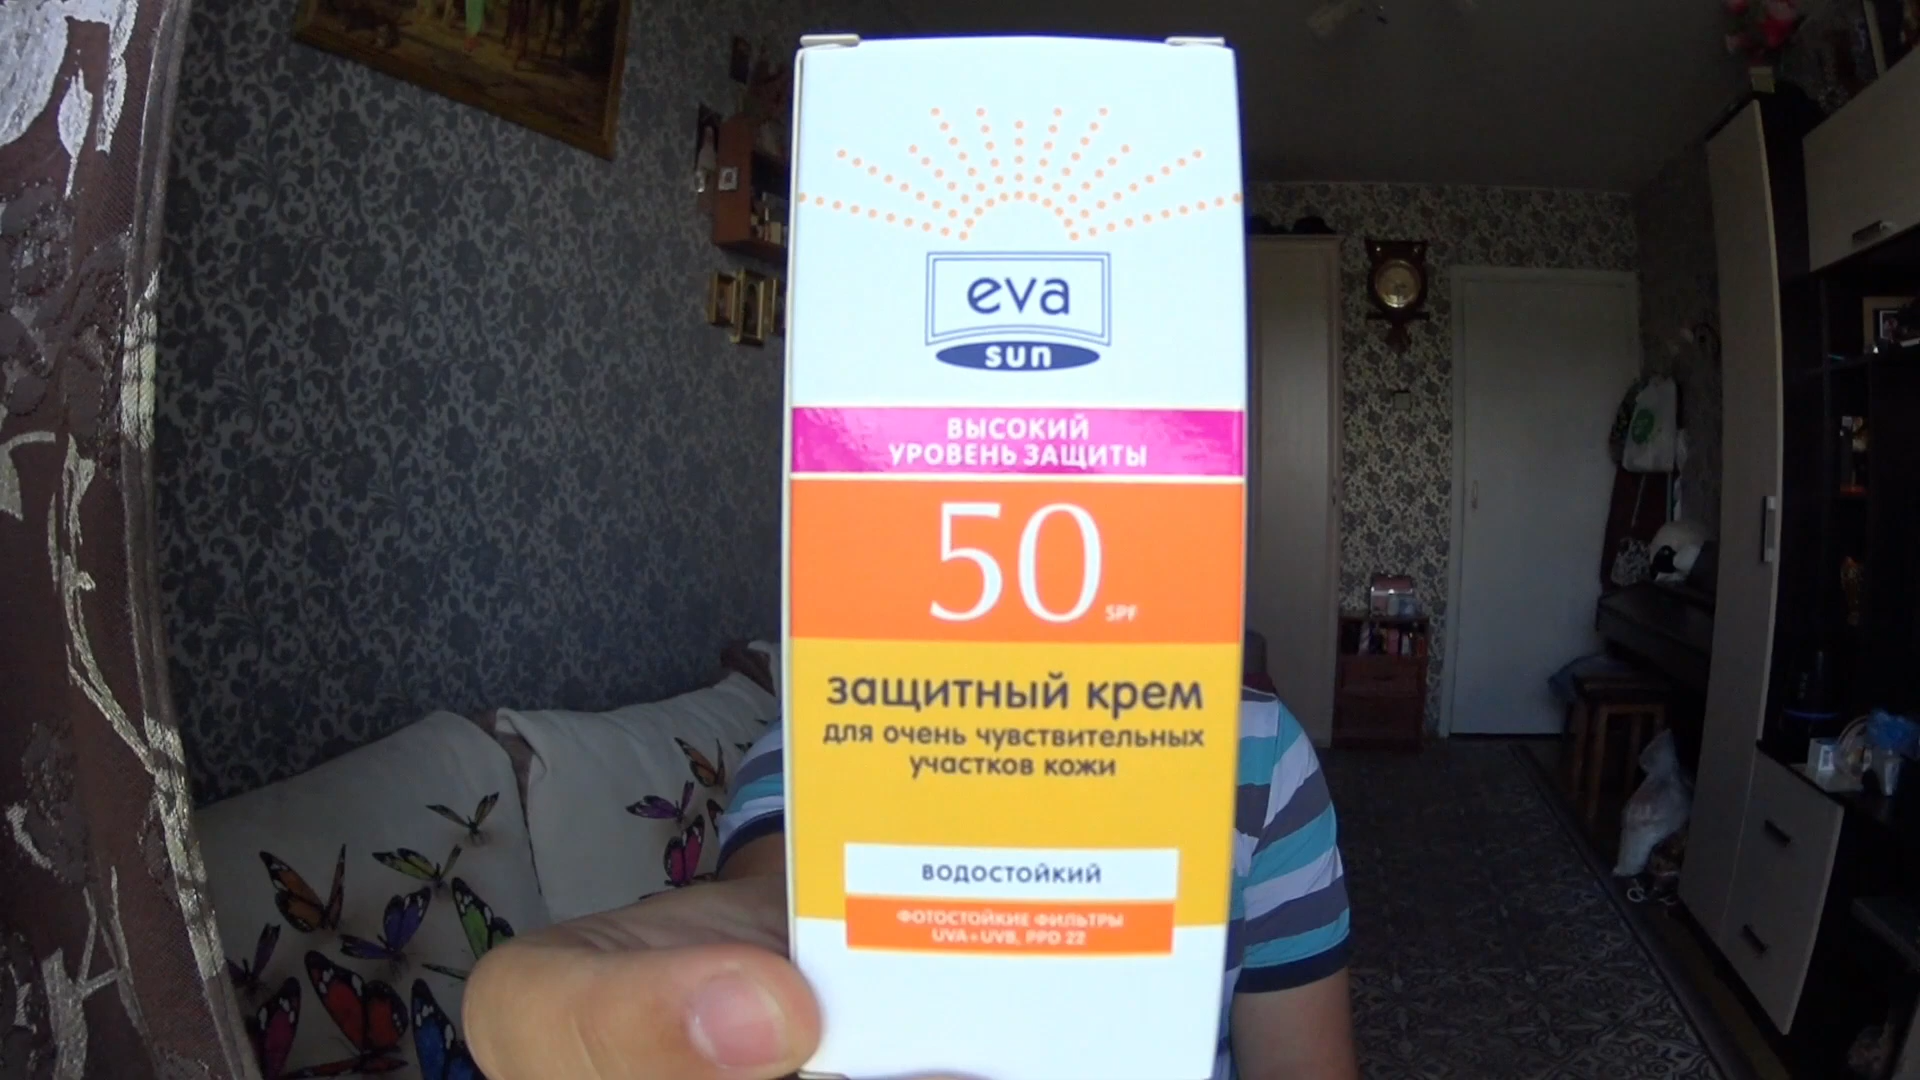 eva
sun
ВЫСОКИЙ
УРОВЕНЬ ЗАЩИТЫ
50 SPF
защитный крем
для очень чувствительных
участков кожи
ВОДОСТОЙКИЙ
ФОТОСТОЙКИЕ ФИЛЬТРЫ
UVA+UVB, PPD 22